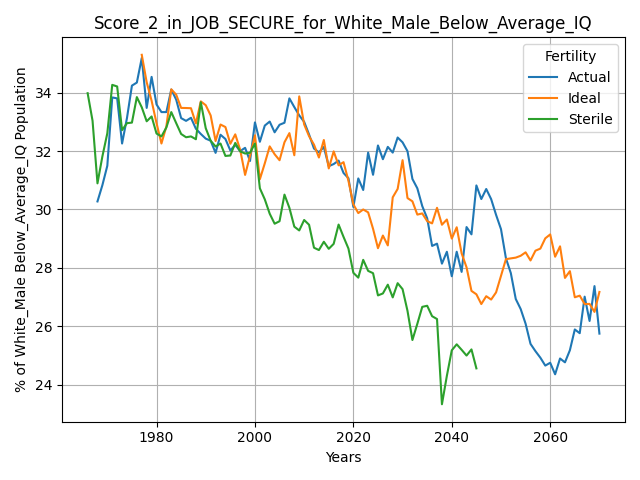 Score_2_in_JOB_SECURE_for_White_Male_Below_Average_IQ
Fertility
Actual
Ideal
Sterile
% of White_Male Below_Average_IQ Population
34
32
30
28
26
24
1980
2000
2020
2040
2060
Years